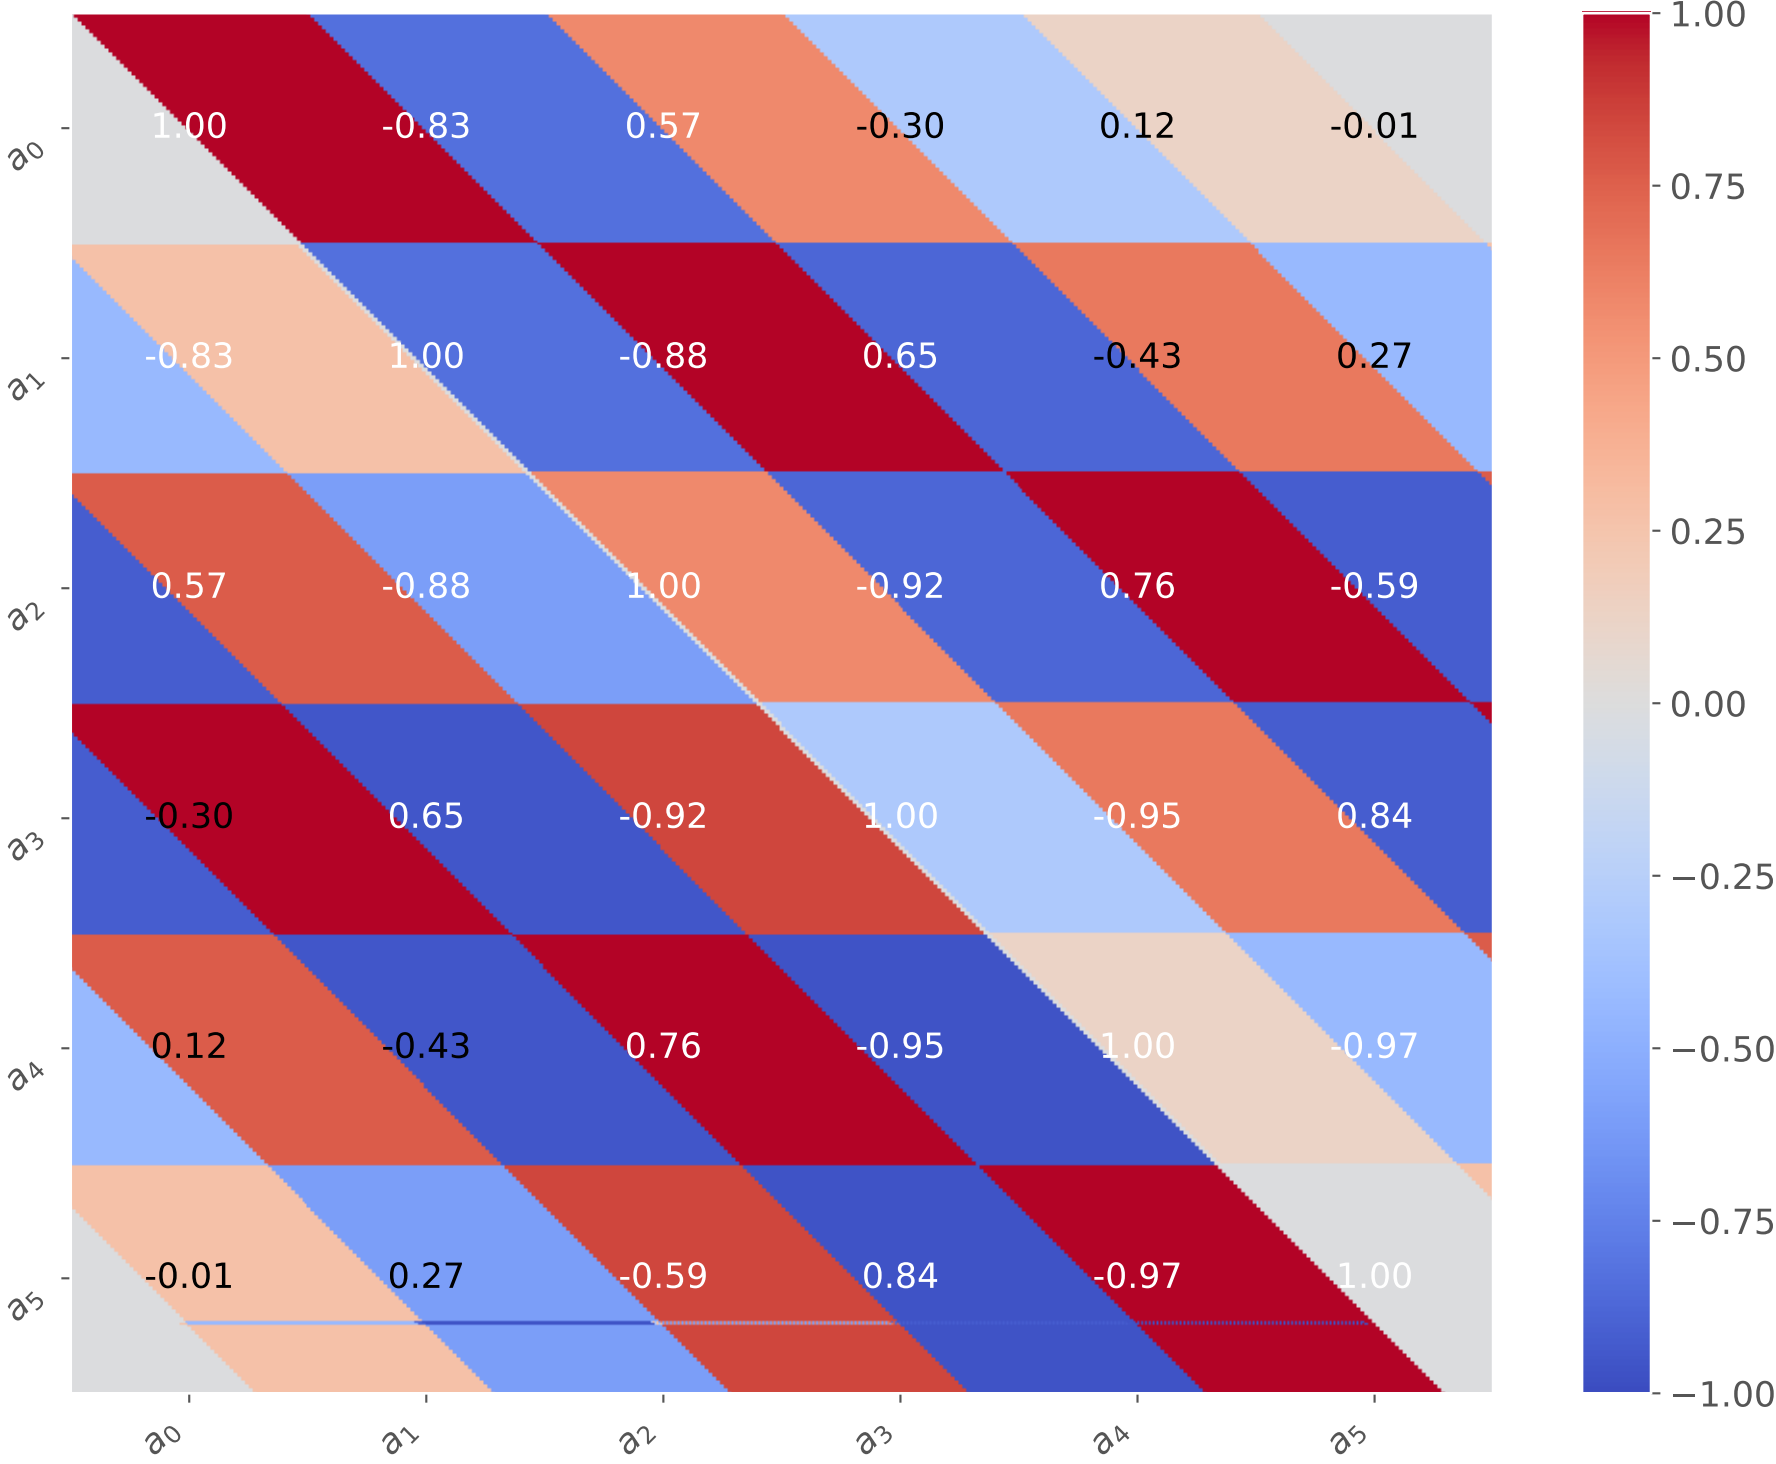 1.00
a0 1.00 -0.83 0.57 -0.30 0.12 -0.01
0.75
a1 -0.83 1.00 -0.88 0.65 -0.43 0.27
0.50
0.25
a2 0.57 -0.88 1.00 -0.92 0.76 -0.59
0.00
a3 -0.30 0.65 -0.92 1.00 -0.95 0.84
−0.25
a4 0.12 -0.43 0.76 -0.95 1.00 -0.97
−0.50
−0.75
a5 -0.01 0.27 -0.59 0.84 -0.97 1.00
−1.00
a0 a1 a2 a3 a4 a5